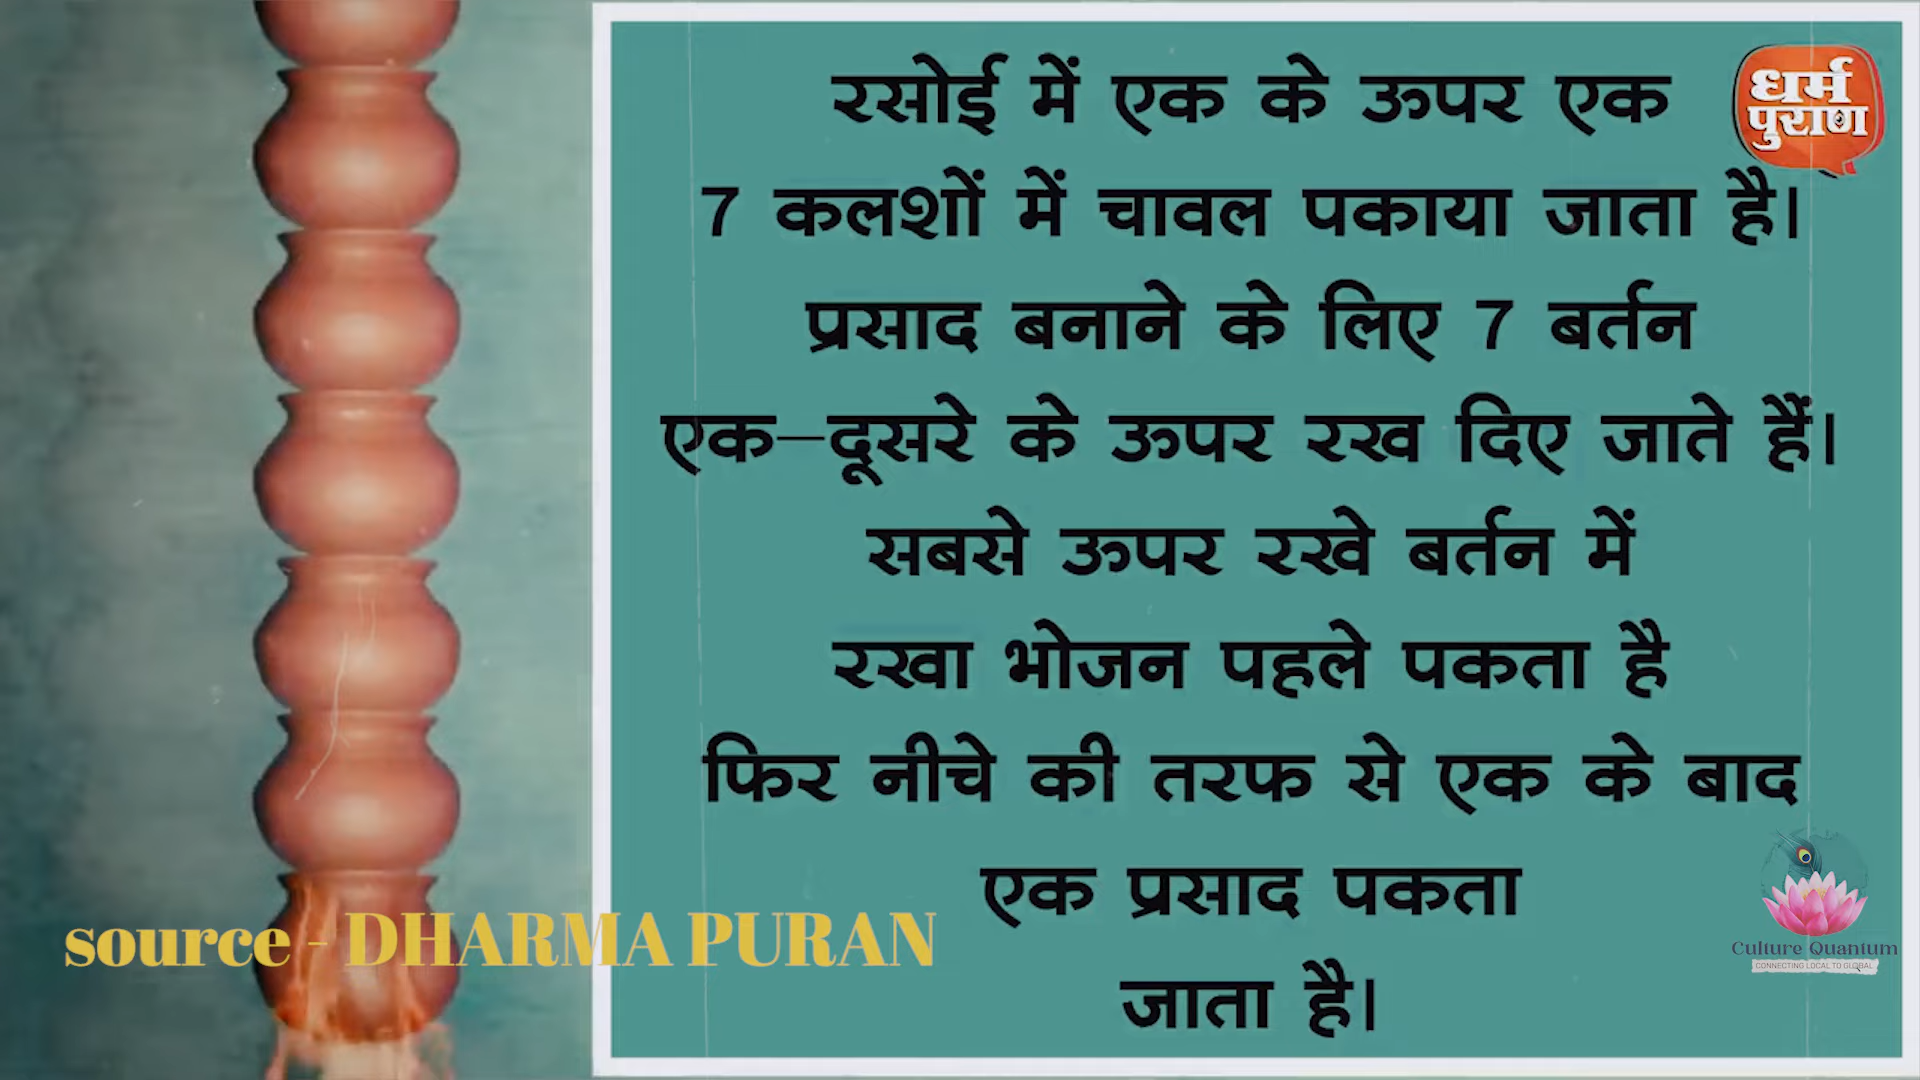 रसोई में एक के ऊपर एक
7 कलशों में चावल पकाया जाता है।
प्रसाद बनाने के लिए 7 बर्तन
एक–दूसरे के ऊपर रख दिए जाते हैं।
सबसे ऊपर रखे बर्तन में
रखा भोजन पहले पकता है
फिर नीचे की तरफ से एक के बाद
एक प्रसाद पकता
जाता है।
धर्म
पुराण
source - DHARMA PURAN
Culture Quantum
CONNECTING LOCAL TO GLOBAL